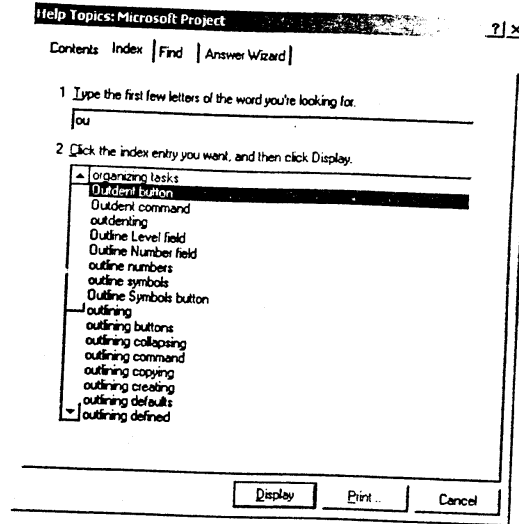 Help Topics: Microsoft Project
? ×
Contents Index Find Answer Wizard
1 Type the first few letters of the word you're looking for.
ou
2 Click the index entry you want, and then click Display.
organizing tasks
Outdent button
Outdent command
outdenting
Outline Level field
Outline Number field
outline numbers
outline symbols
Outline Symbols button
outlining
outlining buttons
outlining collapsing
outlining command
outlining copying
outlining creating
outlining defaults
outlining defined
Display Print... Cancel